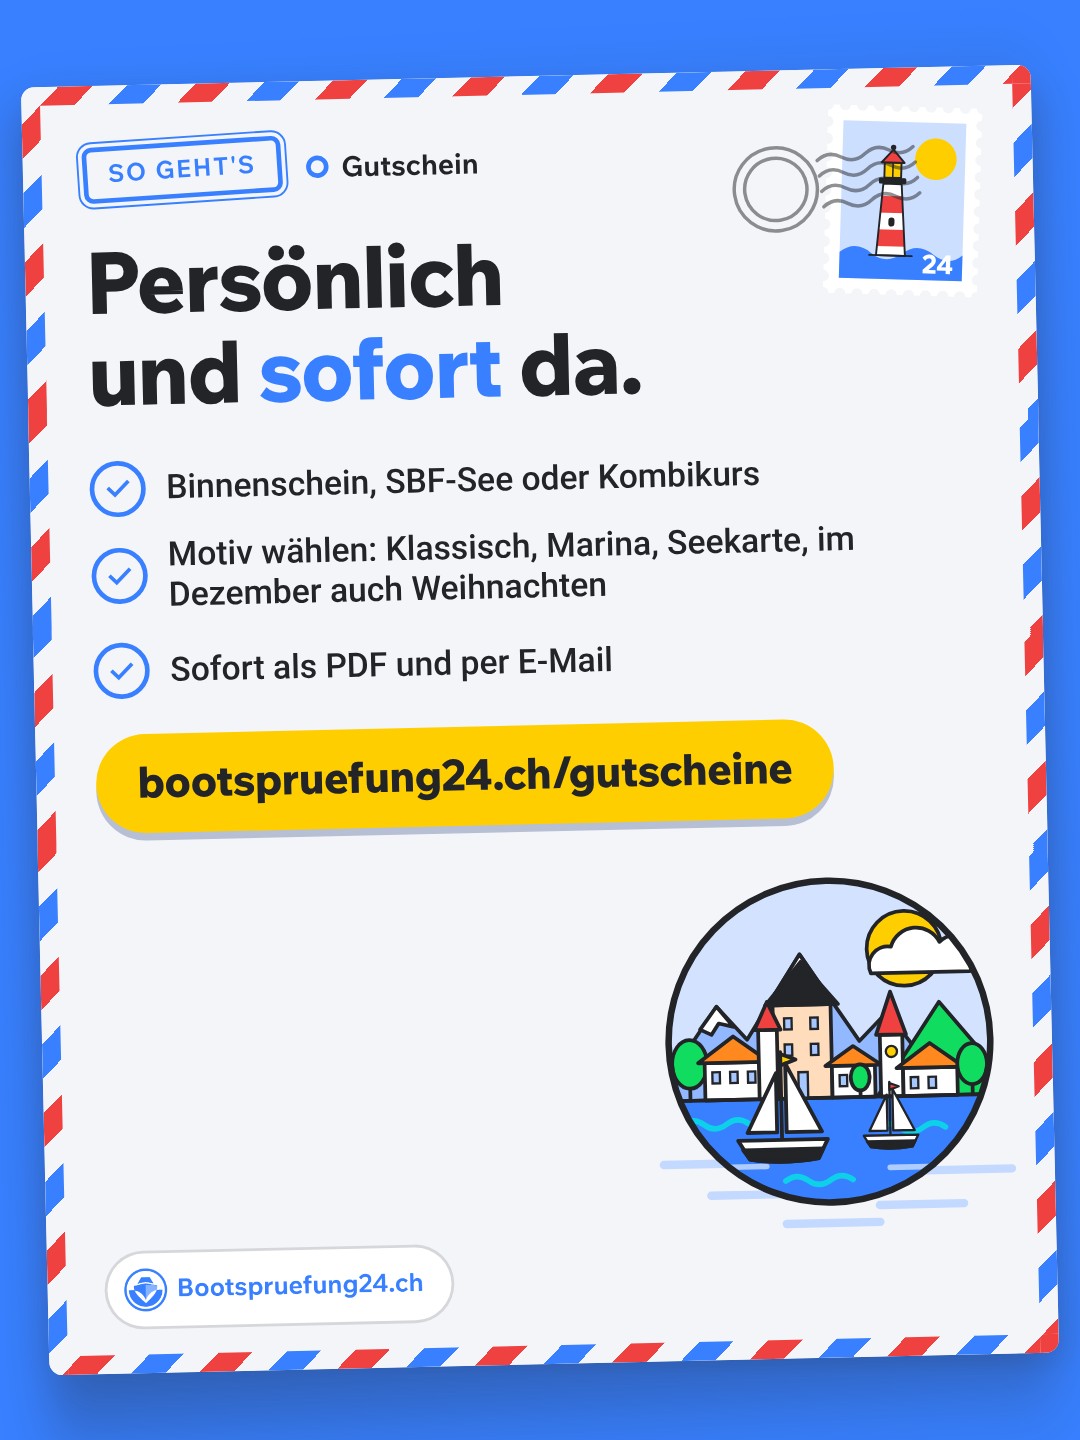 SO GEHT'S
Gutschein
24
Persönlich
und sofort da.
Binnenschein, SBF-See oder Kombikurs
Motiv wählen: Klassisch, Marina, Seekarte, im
Dezember auch Weihnachten
Sofort als PDF und per E-Mail
bootspruefung24.ch/gutscheine
Bootspruefung24.ch